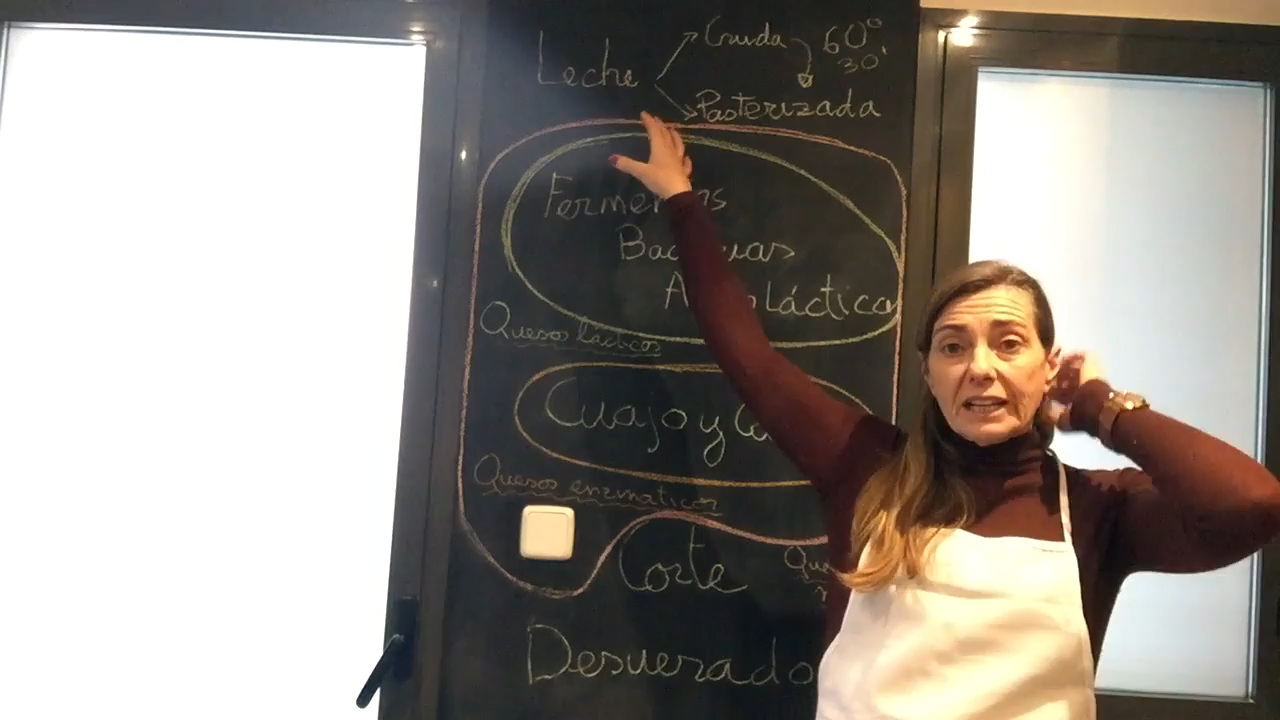 Leche
Cruda 60°
30'
Pasterizada
Fermentos
Bacterias
láctica
Quesos lácticos
Cuajo y
Quesos enzimaticos
Corte
Desuerado